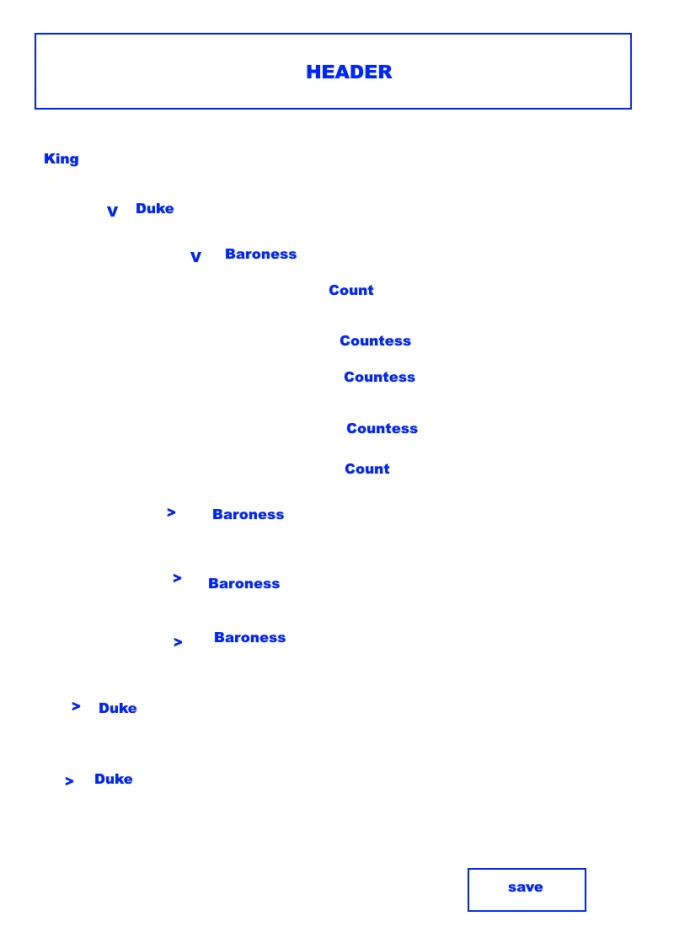 HEADER
King
v Duke
v Baroness
Count
Countess
Countess
Countess
Count
> Baroness
> Baroness
> Baroness
> Duke
> Duke
save